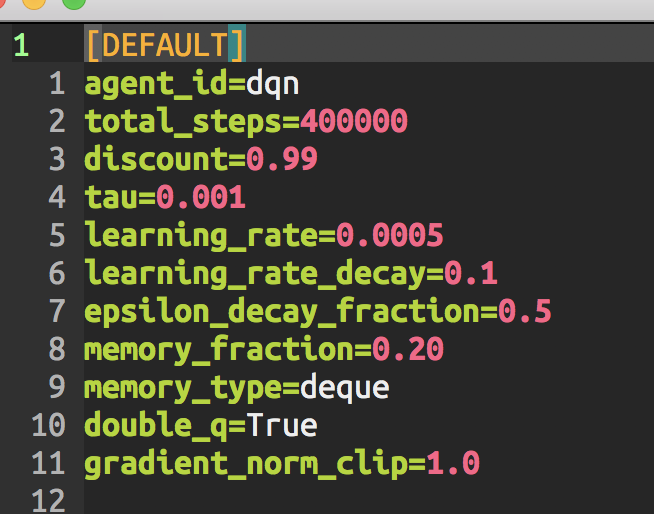 1 [DEFAULT]
1 agent_id=dqn
2 total_steps=400000
3 discount=0.99
4 tau=0.001
5 learning_rate=0.0005
6 learning_rate_decay=0.1
7 epsilon_decay_fraction=0.5
8 memory_fraction=0.20
9 memory_type=deque
10 double_q=True
11 gradient_norm_clip=1.0
12